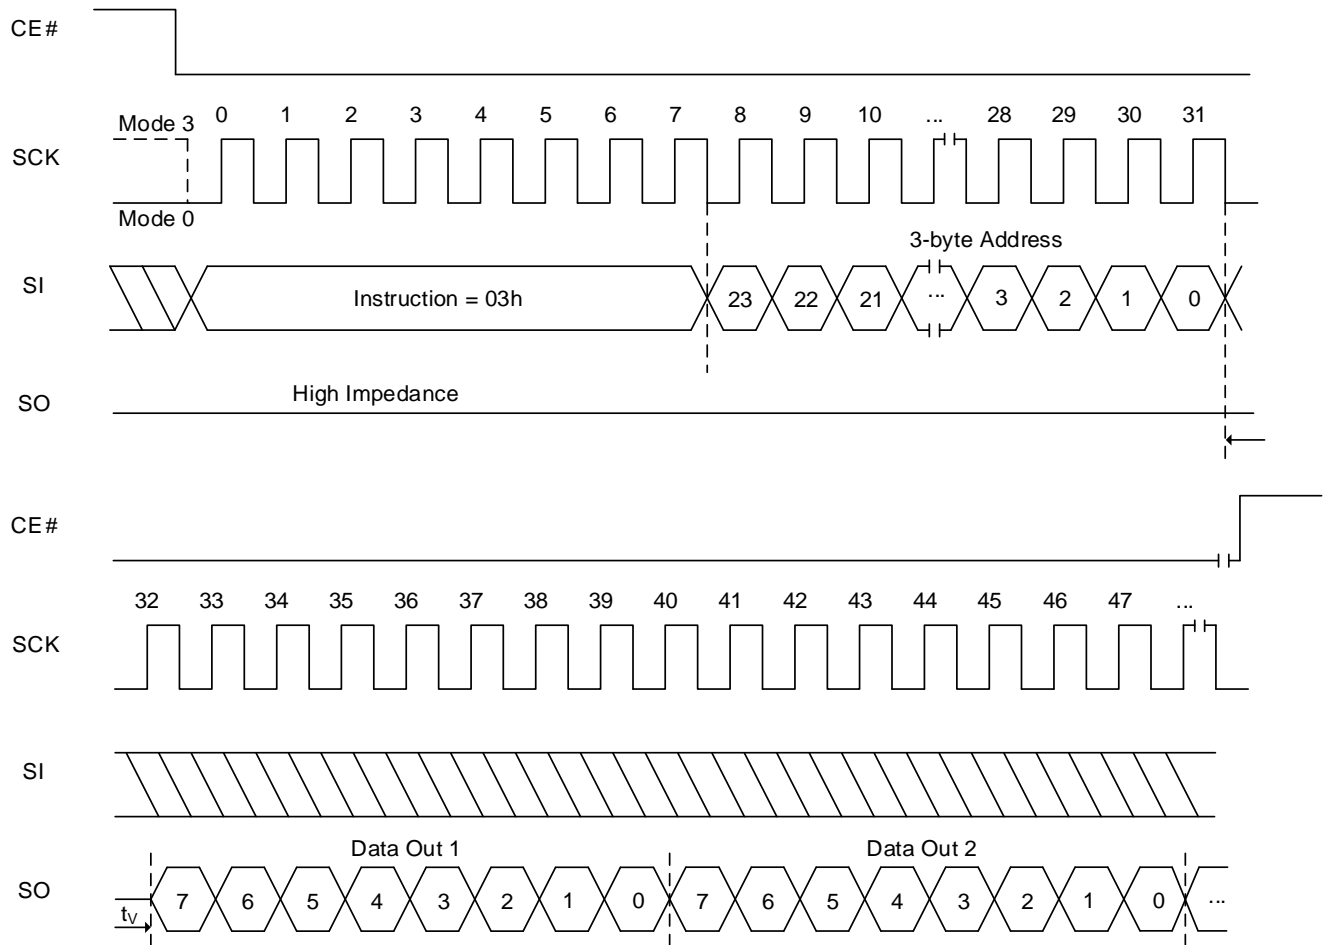 CE#
Mode 3
0 1 2 3 4 5 6 7 8 9 10 ... 28 29 30 31
SCK
Mode 0
3-byte Address
SI
Instruction = 03h
23 22 21 ... 3 2 1 0
High Impedance
SO
CE#
32 33 34 35 36 37 38 39 40 41 42 43 44 45 46 47 ...
SCK
SI
Data Out 1
Data Out 2
SO
tV
7 6 5 4 3 2 1 0 7 6 5 4 3 2 1 0 ...